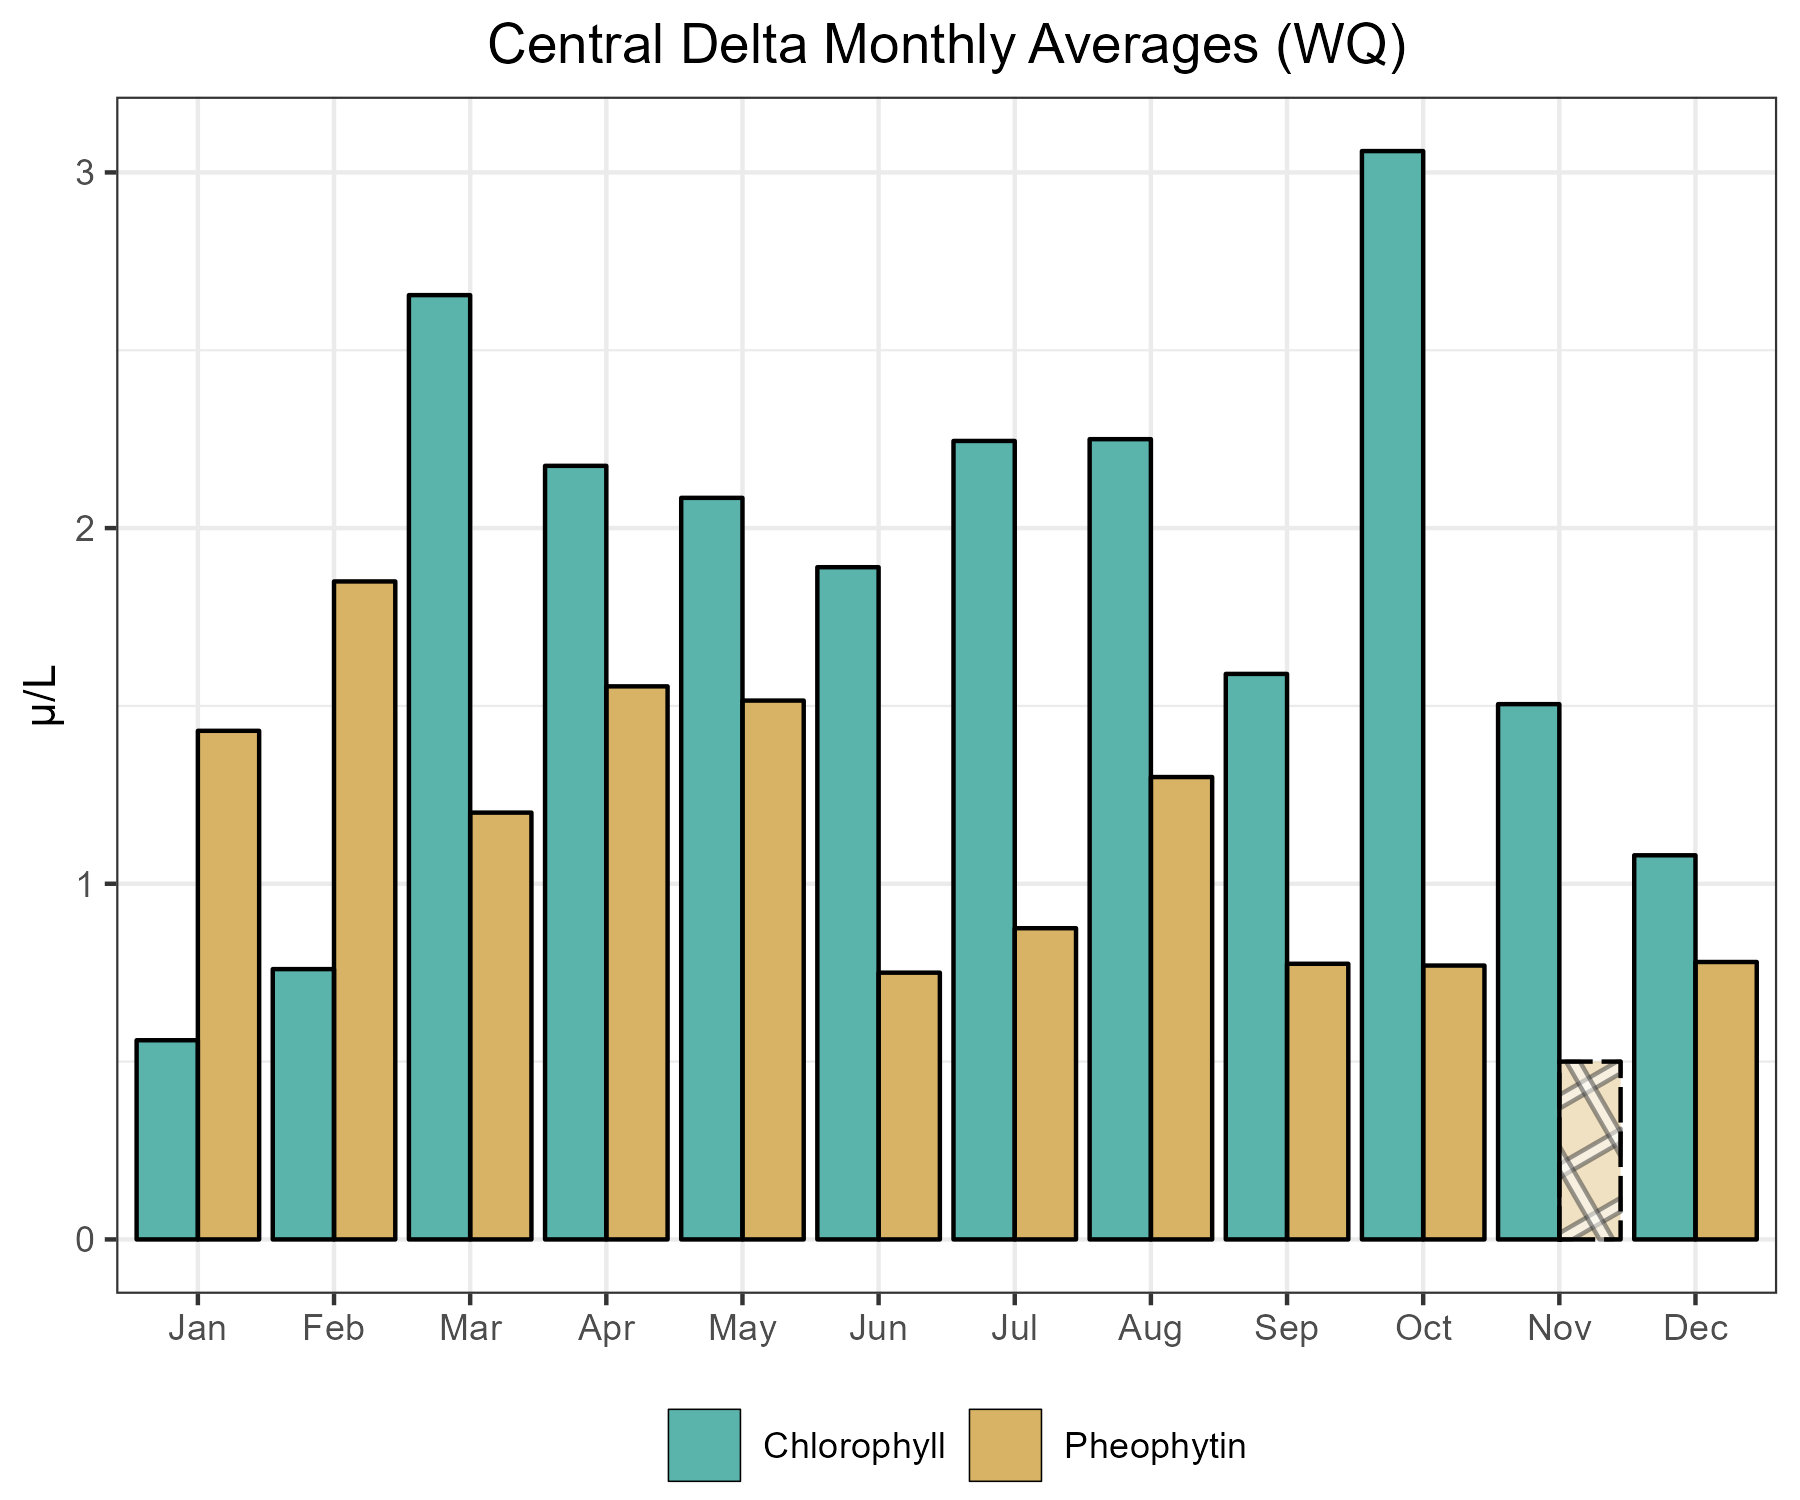 Central Delta Monthly Averages (WQ)
3
2
1
0
µ/L
Jan Feb Mar Apr May Jun Jul Aug Sep Oct Nov Dec
Chlorophyll Pheophytin